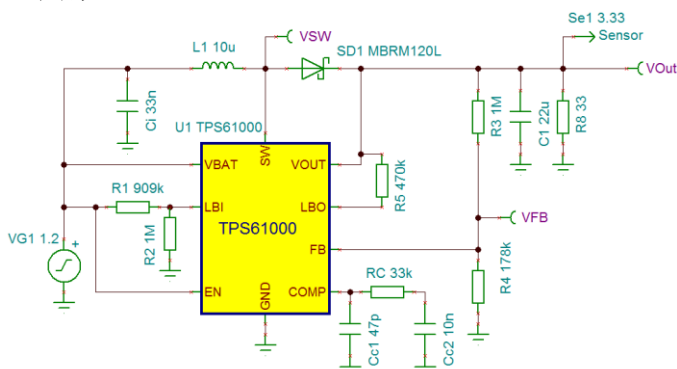 Se1 3.33
Sensor
VSW
L1 10u
SD1 MBRM120L
VOut
Ci 33n
R3 1M
C1 22u
R8 33
U1 TPS61000
SW
VBAT
VOUT
R1 909k
R5 470k
LBI
LBO
VFB
TPS61000
VG1 1.2
+
R2 1M
FB
R4 178k
RC 33k
EN
GND
COMP
Cc1 47p
Cc2 10n